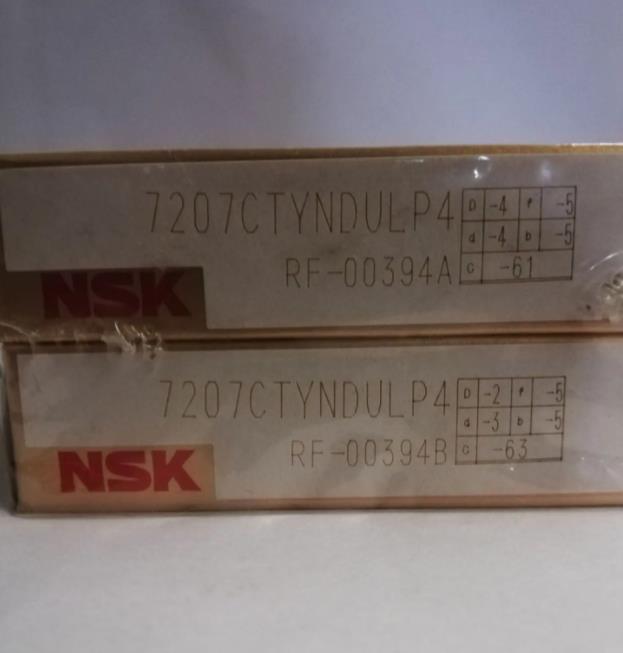 7207CTYNDULP4 D -4 f -5
d -4 b -5
RF-00394A C -61
NSK
7207CTYNDULP4 D -2 f -5
d -3 b -5
RF-00394B C -63
NSK